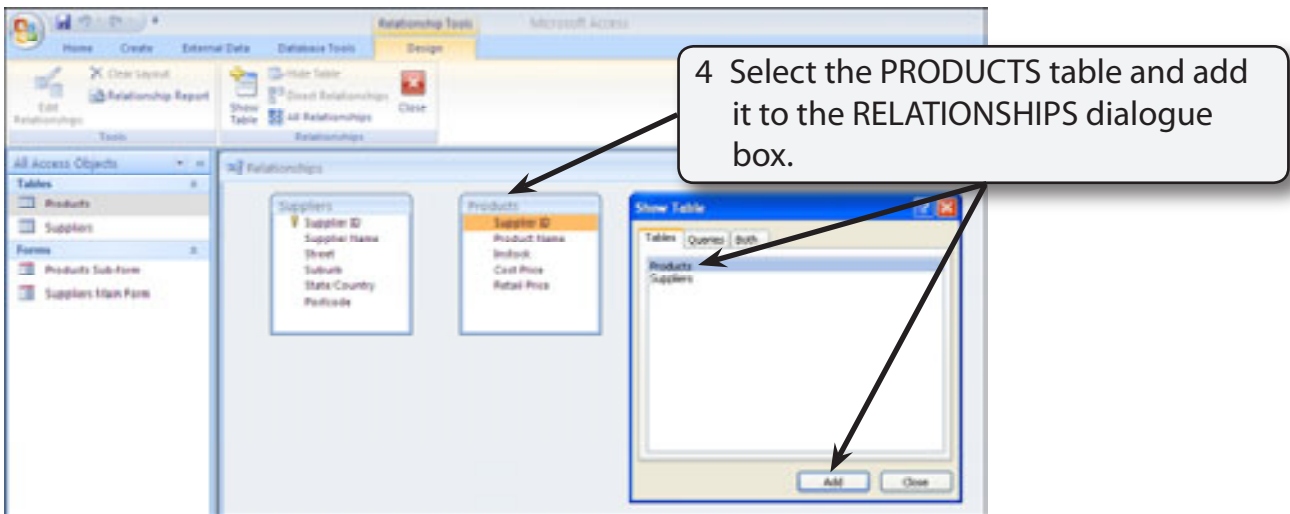 Relationship Tools
Microsoft Access
Home Create External Data Database Tools Design
Edit Relationships
Clear Layout
Relationship Report
Tools
Show Table
Hide Table
Direct Relationships
All Relationships
Close
Relationships
4 Select the PRODUCTS table and add
it to the RELATIONSHIPS dialogue
box.
All Access Objects
Tables
Products
Suppliers
Forms
Products Sub-form
Suppliers Main Form
Relationships
Suppliers
Supplier ID
Supplier Name
Street
Suburb
State/Country
Postcode
Products
Supplier ID
Product Name
Instock
Cost Price
Retail Price
Show Table
Tables Queries Both
Products
Suppliers
Add Close